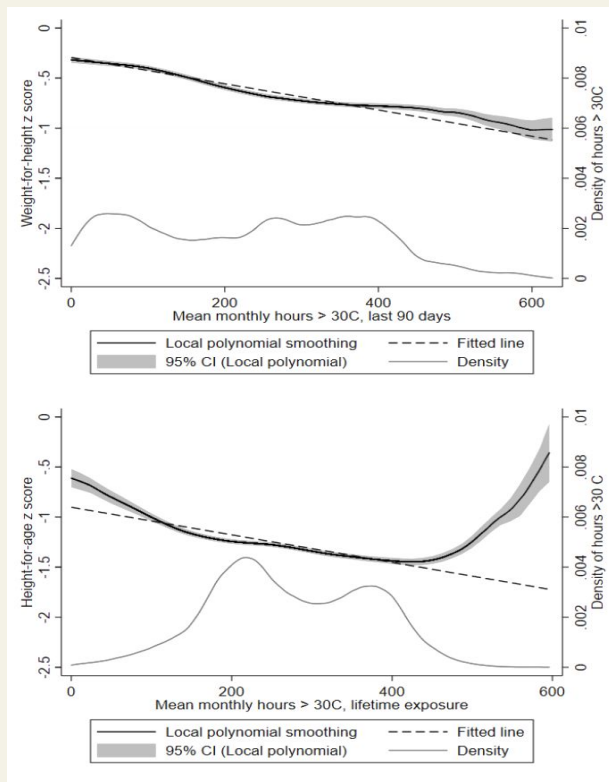 0
-.5
-1
-1.5
-2
-2.5
Weight-for-height z score
.01
.008
.006
.004
.002
0
Density of hours > 30C
0
200
400
600
Mean monthly hours > 30C, last 90 days
Local polynomial smoothing
Fitted line
95% CI (Local polynomial)
Density
0
-.5
-1
-1.5
-2
-2.5
Height-for-age z score
.01
.008
.006
.004
.002
0
Density of hours >30 C
0
200
400
600
Mean monthly hours > 30C, lifetime exposure
Local polynomial smoothing
Fitted line
95% CI (Local polynomial)
Density